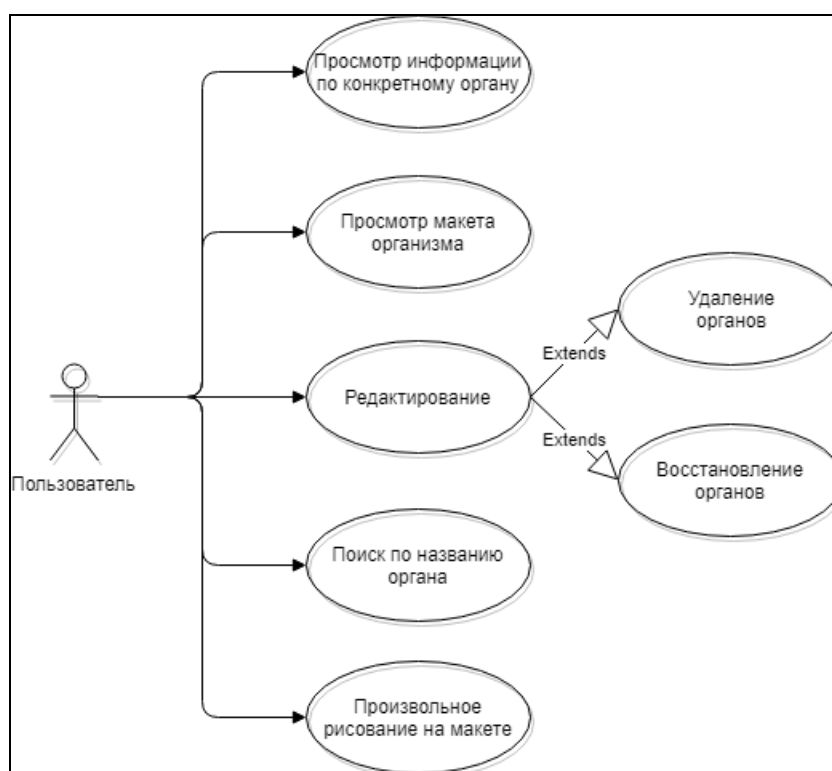 Просмотр информации
по конкретному органу
Просмотр макета
организма
Удаление
органов
Extends
Редактирование
Extends
Восстановление
органов
Пользователь
Поиск по названию
органа
Произвольное
рисование на макете